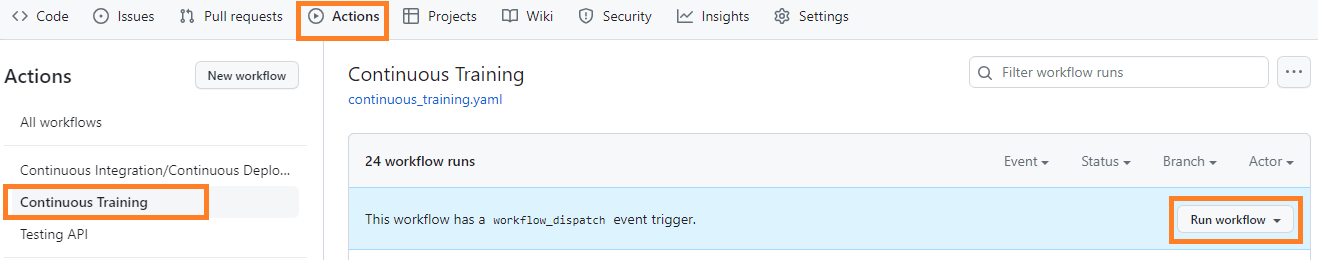 Code Issues Pull requests Actions Projects Wiki Security Insights Settings
Actions
New workflow
All workflows
Continuous Integration/Continuous Deplo...
Continuous Training
Testing API
Continuous Training
continuous_training.yaml
Filter workflow runs
24 workflow runs
Event Status Branch Actor
This workflow has a workflow_dispatch event trigger.
Run workflow